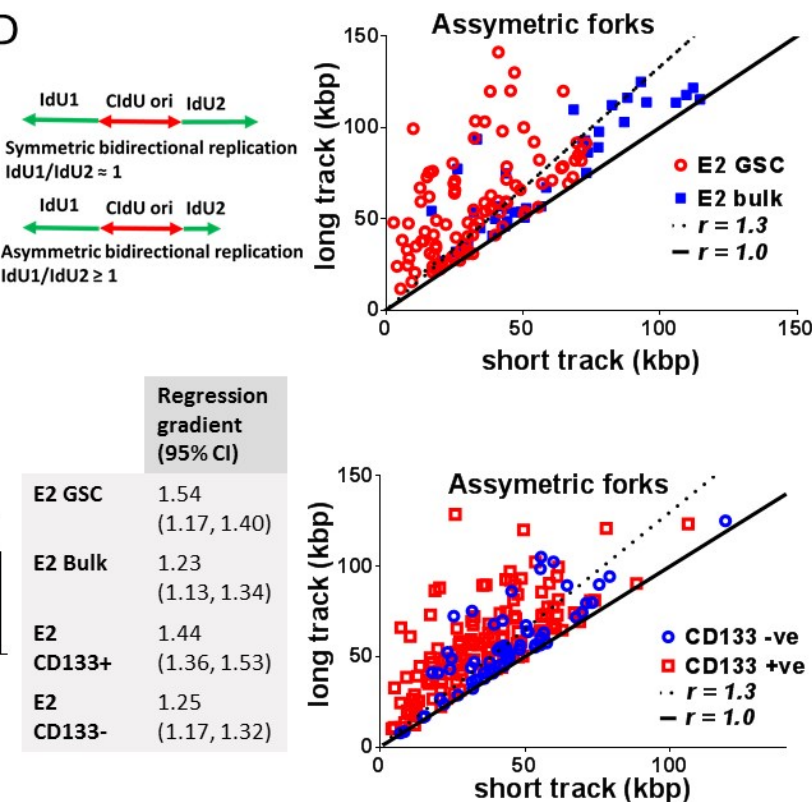 D
IdU1 CldU ori IdU2
Symmetric bidirectional replication
IdU1/IdU2 ≈ 1
IdU1 CldU ori IdU2
Asymmetric bidirectional replication
IdU1/IdU2 ≥ 1
Assymetric forks
150
100
50
0
0 50 100 150
long track (kbp)
short track (kbp)
E2 GSC
E2 bulk
r = 1.3
r = 1.0
Regression
gradient
(95% CI)
E2 GSC 1.54
(1.17, 1.40)
E2 Bulk 1.23
(1.13, 1.34)
E2 1.44
CD133+ (1.36, 1.53)
E2 1.25
CD133- (1.17, 1.32)
Assymetric forks
150
100
50
0
0 50 100
long track (kbp)
short track (kbp)
CD133 -ve
CD133 +ve
r = 1.3
r = 1.0